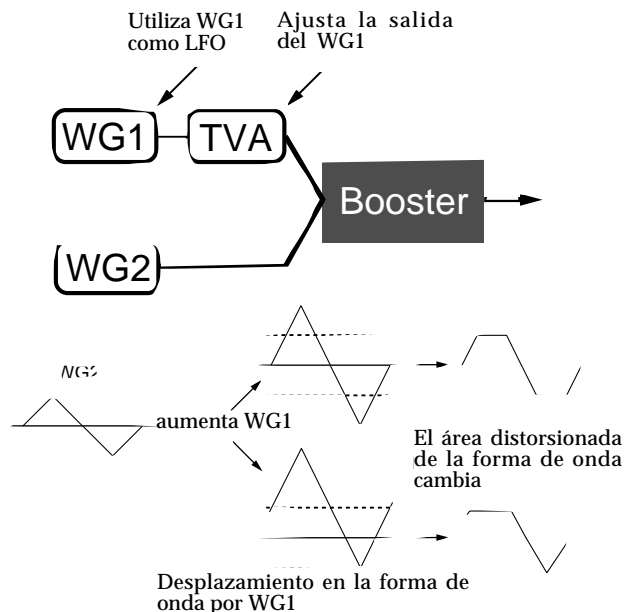 Utiliza WG1
como LFO
Ajusta la salida
del WG1
WG1
TVA
Booster
WG2
WG2
aumenta WG1
El área distorsionada
de la forma de onda
cambia
Desplazamiento en la forma de
onda por WG1